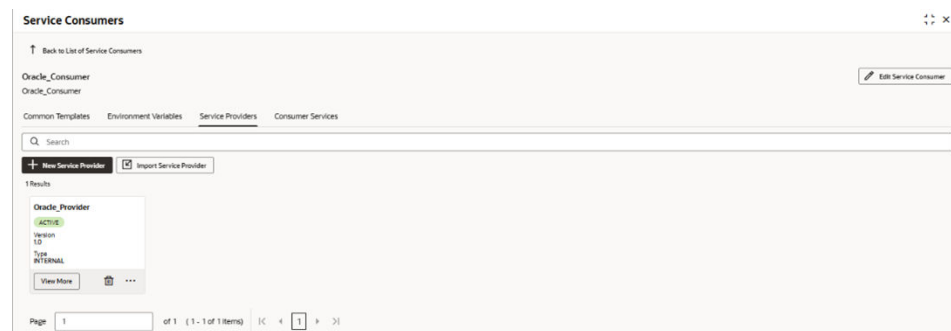 Service Consumers
Back to List of Service Consumers
Oracle_Consumer
Edit Service Consumer
Oracle_Consumer
Common Templates Environment Variables Service Providers Consumer Services
Search
New Service Provider Import Service Provider
1 Results
Oracle_Provider
ACTIVE
Version
1.0
Type
INTERNAL
View More
Page 1 of 1 ( 1 - 1 of 1 items) 1